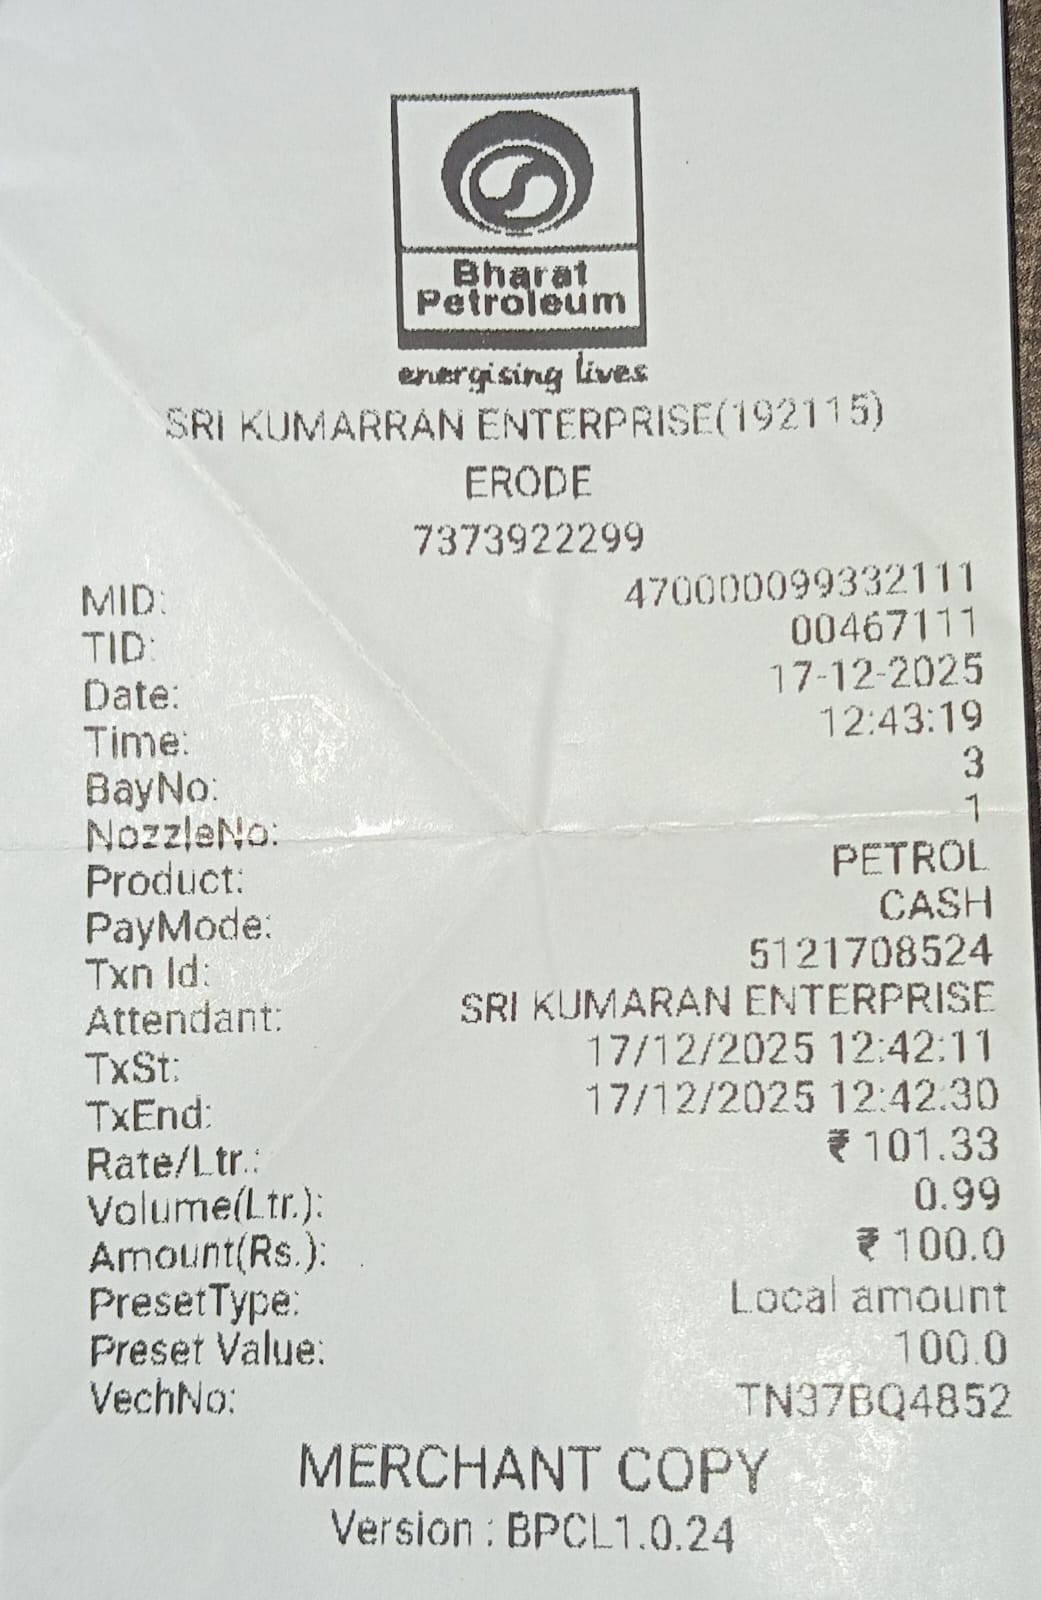 Bharat
Petroleum
energising lives
SRI KUMARRAN ENTERPRISE(192115)
ERODE
7373922299
MID: 470000099332111
TID: 00467111
Date: 17-12-2025
Time: 12:43:19
BayNo: 3
NozzleNo: 1
Product: PETROL
PayMode: CASH
Txn Id: 5121708524
Attendant: SRI KUMARAN ENTERPRISE
TxSt: 17/12/2025 12:42:11
TxEnd: 17/12/2025 12:42:30
Rate/Ltr.: ₹ 101.33
Volume(Ltr.): 0.99
Amount(Rs.): ₹ 100.0
PresetType: Local amount
Preset Value: 100.0
VechNo: TN37BQ4852
MERCHANT COPY
Version : BPCL1.0.24